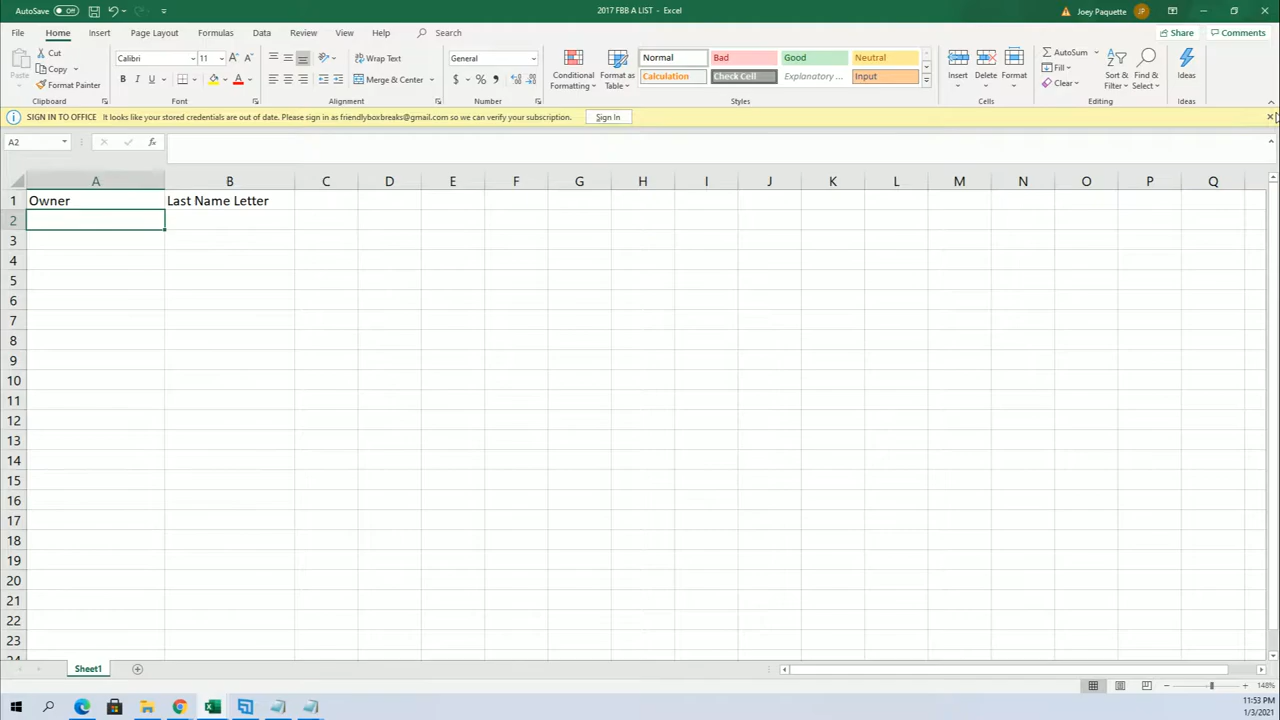 AutoSave Off 2017 FBB A LIST - Excel Joey Paquette JP
File Home Insert Page Layout Formulas Data Review View Help Search Share Comments
Paste Cut Copy Format Painter Clipboard
Calibri 11 A A B I U A Font
Wrap Text Merge & Center Alignment
General $ % , Number
Conditional Formatting Format as Table
Normal Bad Good Neutral
Calculation Check Cell Explanatory ... Input
Styles
Insert Delete Format Cells
AutoSum Fill Clear Sort & Filter Find & Select Editing
Ideas Ideas
SIGN IN TO OFFICE It looks like your stored credentials are out of date. Please sign in as friendlyboxbreaks@gmail.com so we can verify your subscription. Sign In
A2 fx
A B C D E F G H I J K L M N O P Q
1 Owner Last Name Letter
2
3
4
5
6
7
8
9
10
11
12
13
14
15
16
17
18
19
20
21
22
23
24
Sheet1
148%
11:53 PM
1/3/2021